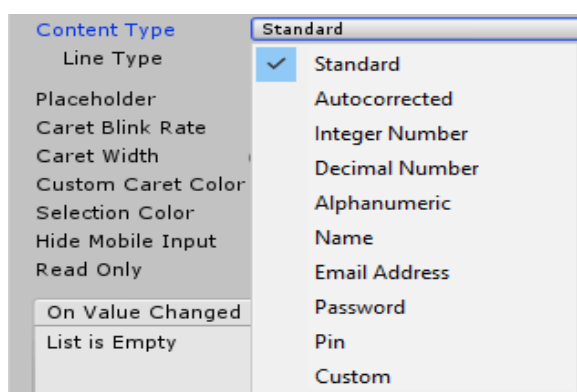 Content Type
Standard
Line Type
Standard
Autocorrected
Integer Number
Decimal Number
Alphanumeric
Name
Email Address
Password
Pin
Custom
Placeholder
Caret Blink Rate
Caret Width
Custom Caret Color
Selection Color
Hide Mobile Input
Read Only
On Value Changed
List is Empty